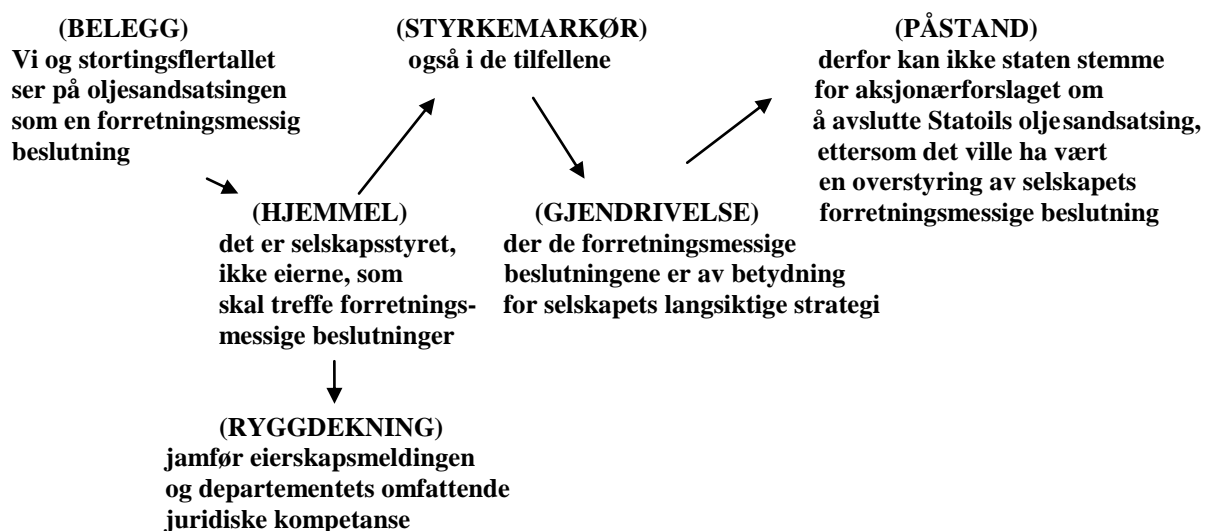 (BELEGG)
Vi og stortingsflertallet
ser på oljesandsatsingen
som en forretningsmessig
beslutning
(STYRKEMARKØR)
også i de tilfellene
(PÅSTAND)
derfor kan ikke staten stemme
for aksjonærforslaget om
å avslutte Statoils oljesandsatsing,
ettersom det ville ha vært
en overstyring av selskapets
forretningsmessige beslutning
(HJEMMEL)
det er selskapsstyret,
ikke eierne, som
skal treffe forretnings-
messige beslutninger
(GJENDRIVELSE)
der de forretningsmessige
beslutningene er av betydning
for selskapets langsiktige strategi
(RYGGDEKNING)
jamfør eierskapsmeldingen
og departementets omfattende
juridiske kompetanse